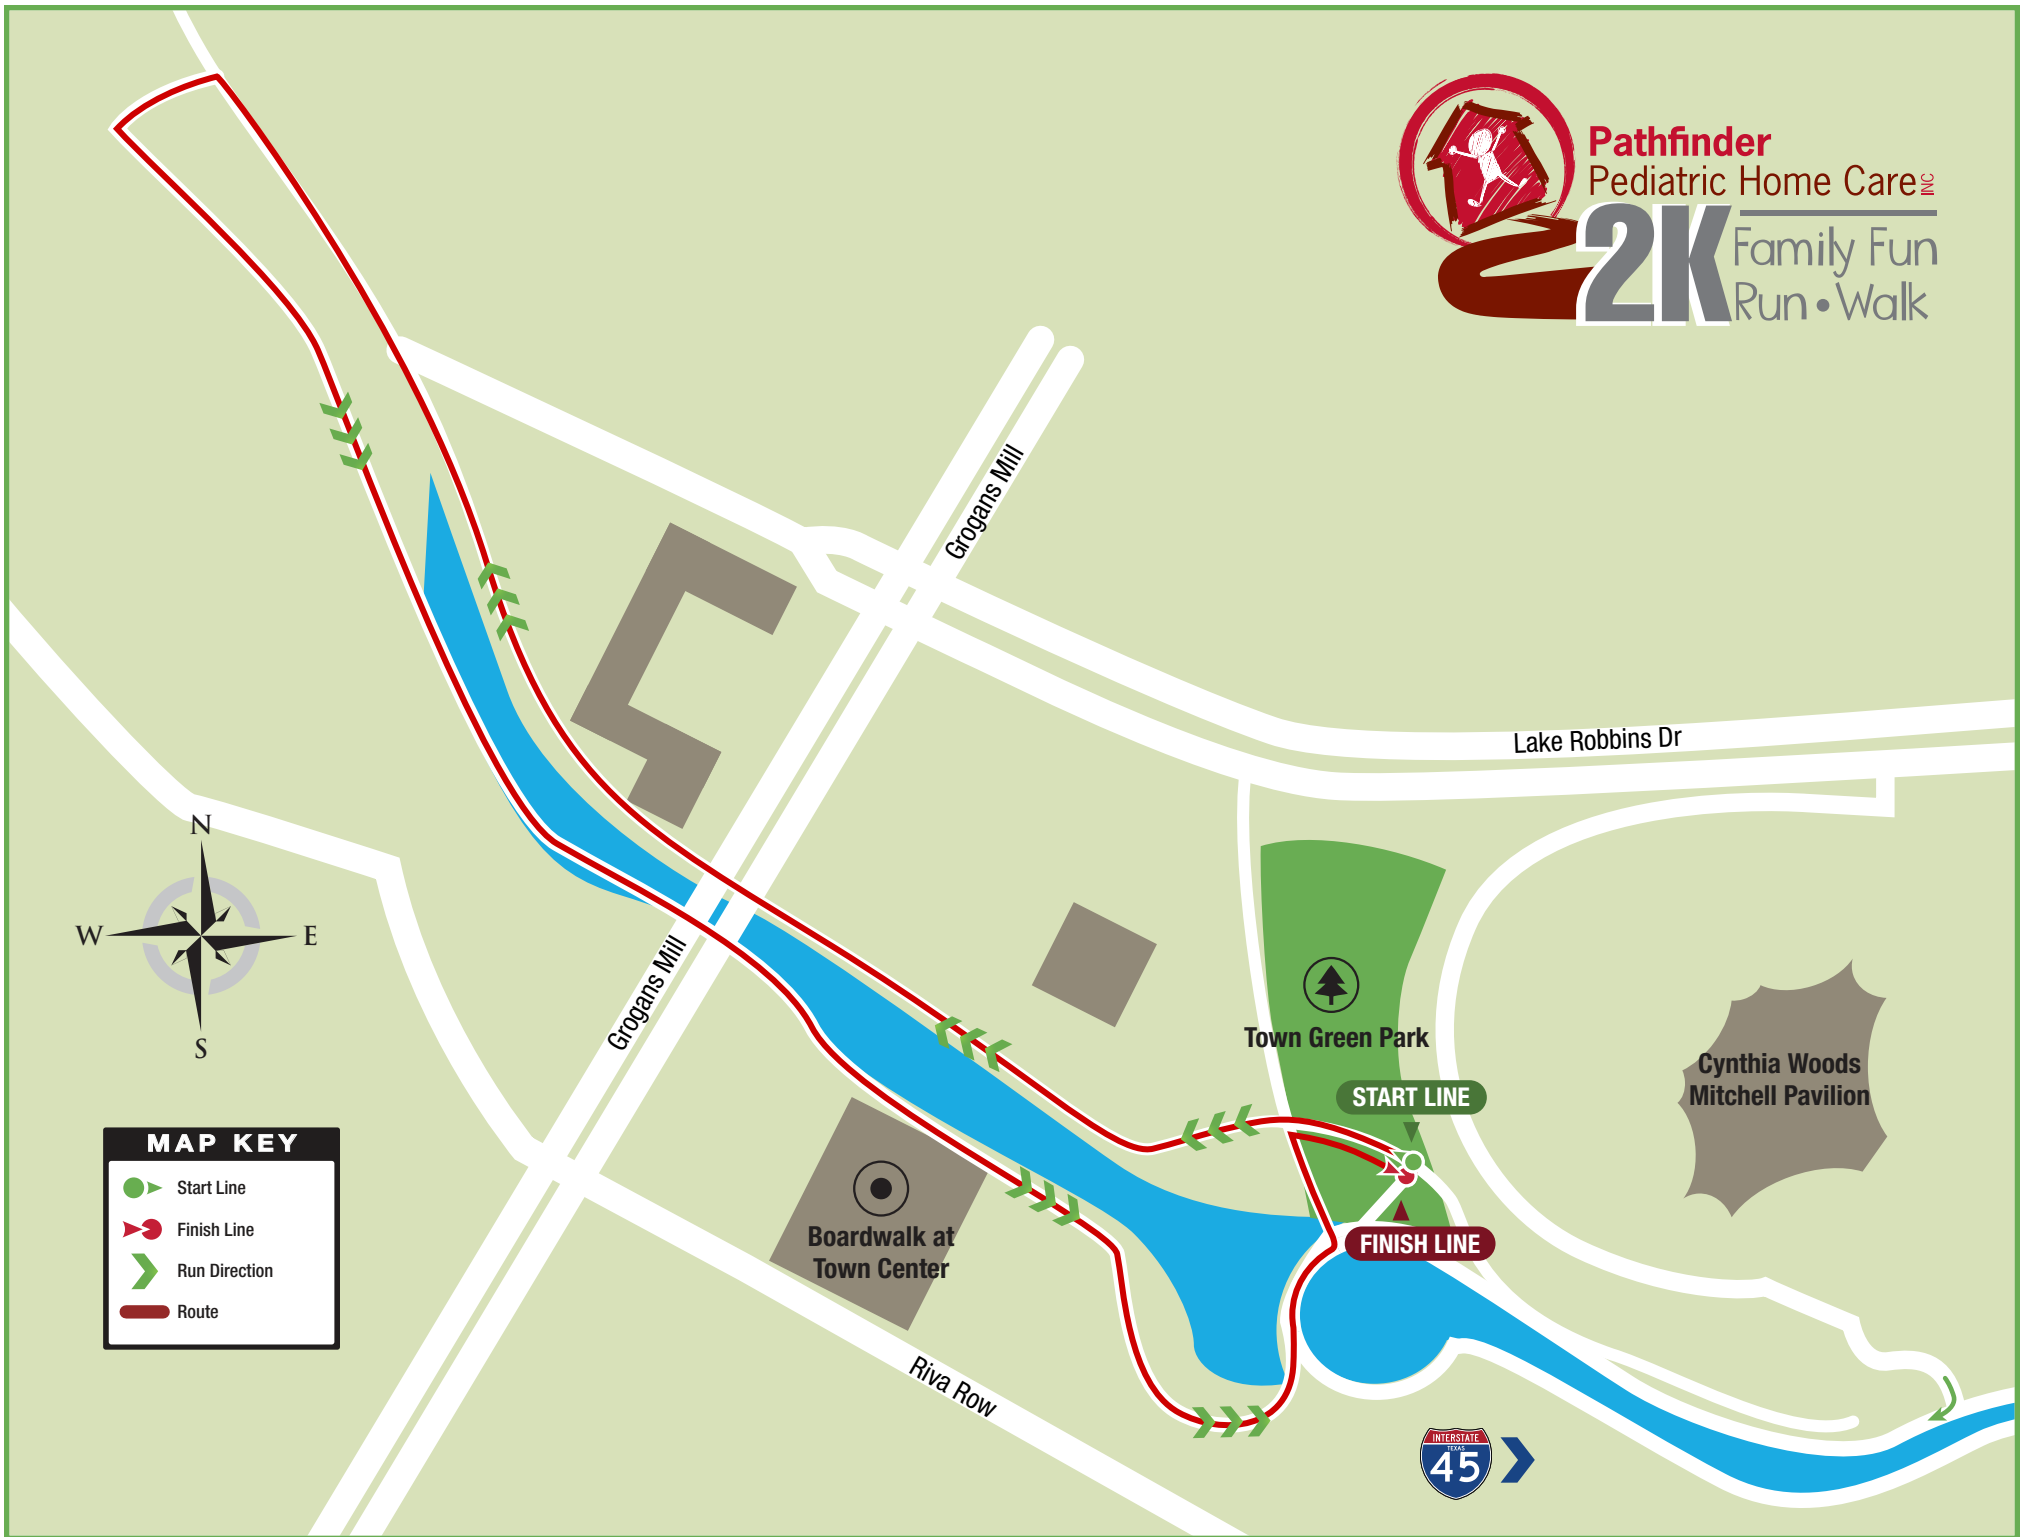 Pathfinder
Pediatric Home Care INC
2K Family Fun
Run • Walk
Grogans Mill
Lake Robbins Dr
N
W E
S
Grogans Mill
Town Green Park
Cynthia Woods
Mitchell Pavilion
START LINE
MAP KEY
Start Line
Finish Line
Run Direction
Route
Boardwalk at
Town Center
FINISH LINE
Riva Row
INTERSTATE
TEXAS
45